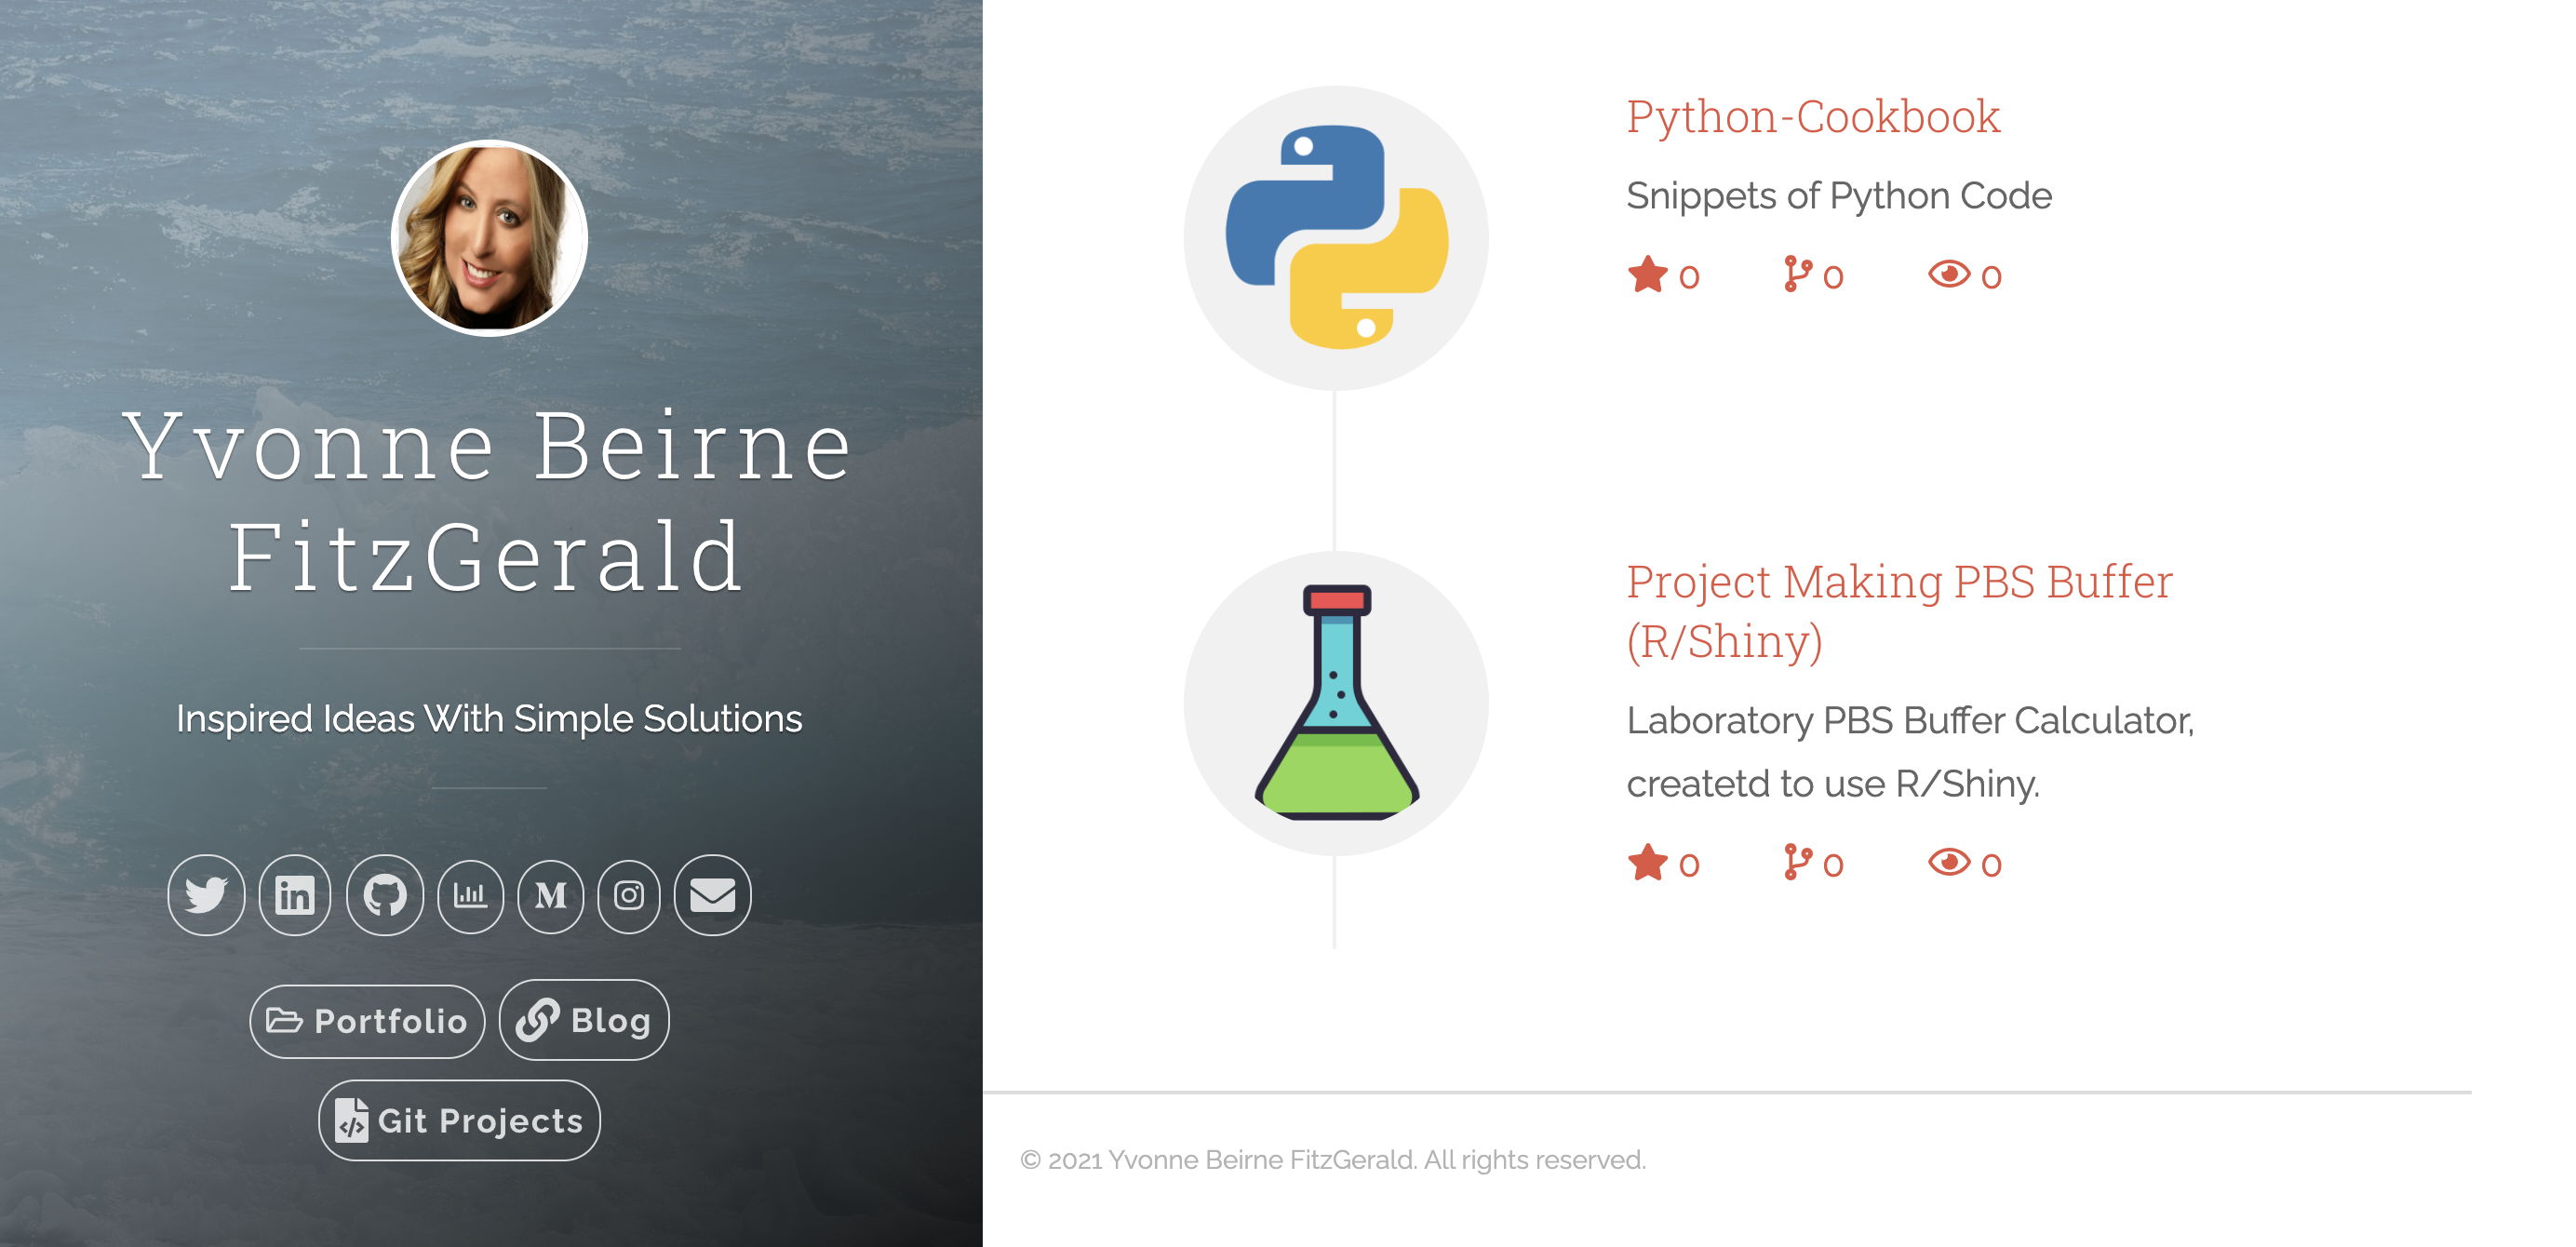 Yvonne Beirne
FitzGerald
Inspired Ideas With Simple Solutions
Portfolio
Blog
Git Projects
Python-Cookbook
Snippets of Python Code
0 0 0
Project Making PBS Buffer
(R/Shiny)
Laboratory PBS Buffer Calculator,
createtd to use R/Shiny.
0 0 0
© 2021 Yvonne Beirne FitzGerald. All rights reserved.